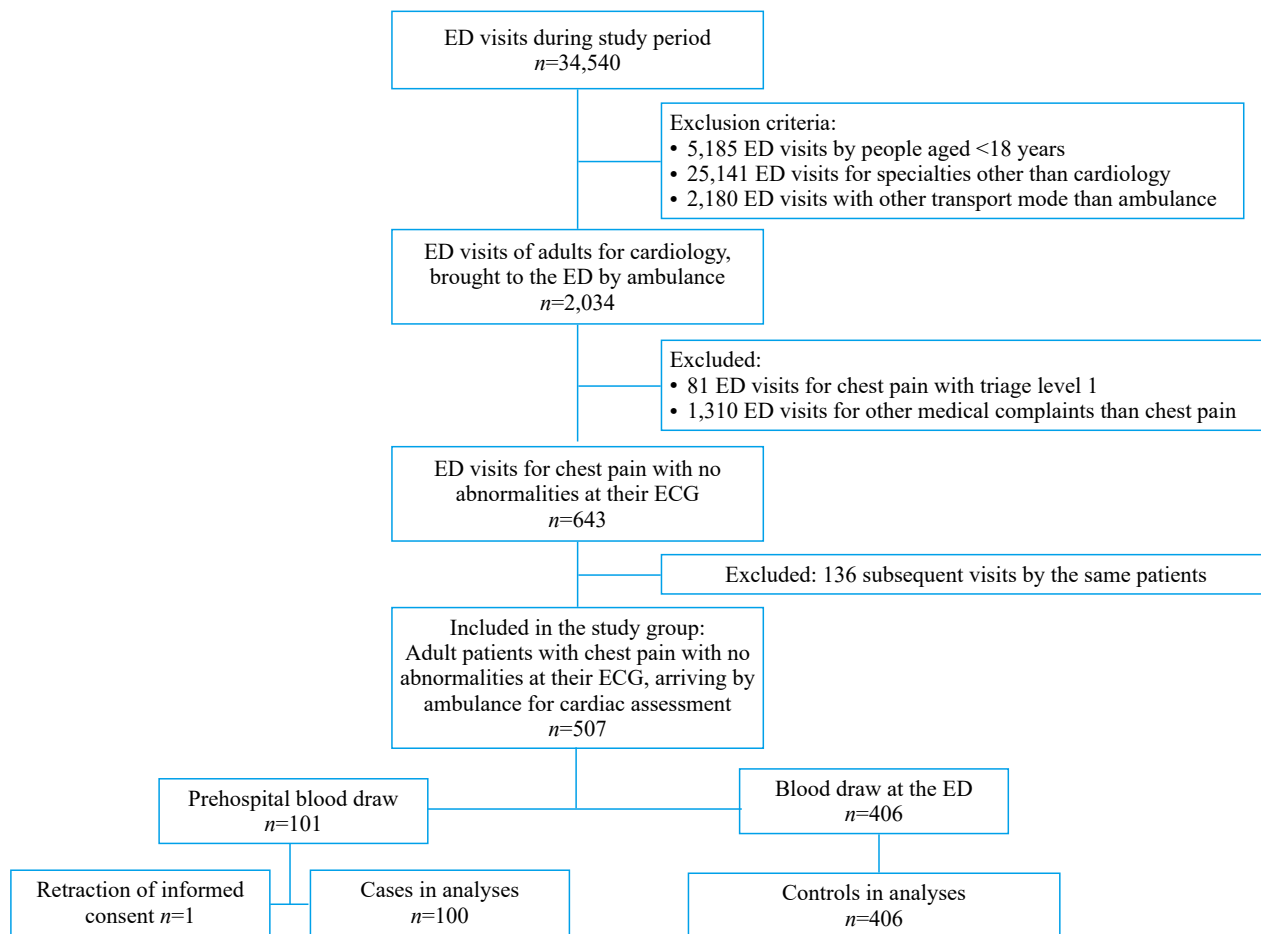 ED visits during study period
n=34,540
Exclusion criteria:
• 5,185 ED visits by people aged <18 years
• 25,141 ED visits for specialties other than cardiology
• 2,180 ED visits with other transport mode than ambulance
ED visits of adults for cardiology,
brought to the ED by ambulance
n=2,034
Excluded:
• 81 ED visits for chest pain with triage level 1
• 1,310 ED visits for other medical complaints than chest pain
ED visits for chest pain with no
abnormalities at their ECG
n=643
Excluded: 136 subsequent visits by the same patients
Included in the study group:
Adult patients with chest pain with no
abnormalities at their ECG, arriving by
ambulance for cardiac assessment
n=507
Prehospital blood draw
n=101
Blood draw at the ED
n=406
Retraction of informed
consent n=1
Cases in analyses
n=100
Controls in analyses
n=406